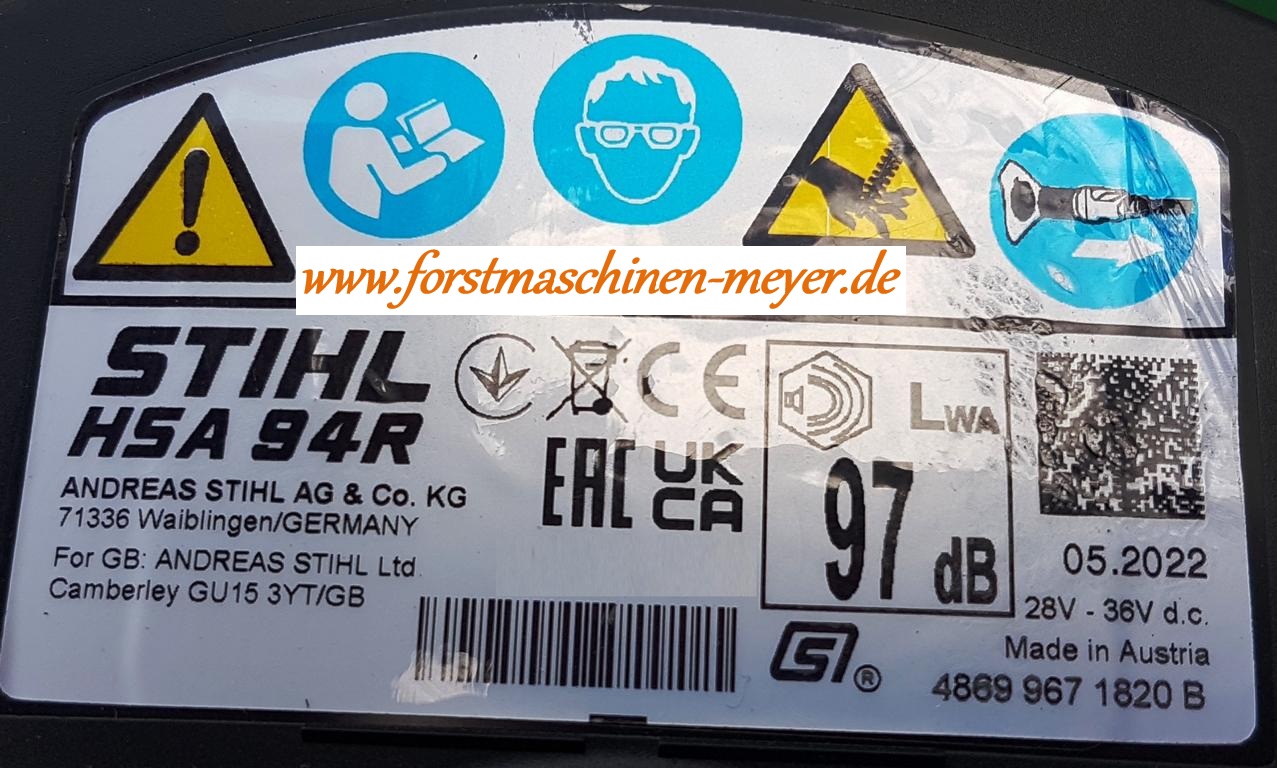 www.forstmaschinen-meyer.de
STIHL
HSA 94R
ANDREAS STIHL AG & Co. KG
71336 Waiblingen/GERMANY
For GB: ANDREAS STIHL Ltd.
Camberley GU15 3YT/GB
CE
EAC
UK
CA
LWA
97 dB
05.2022
28V - 36V d.c.
Made in Austria
4869 967 1820 B
®